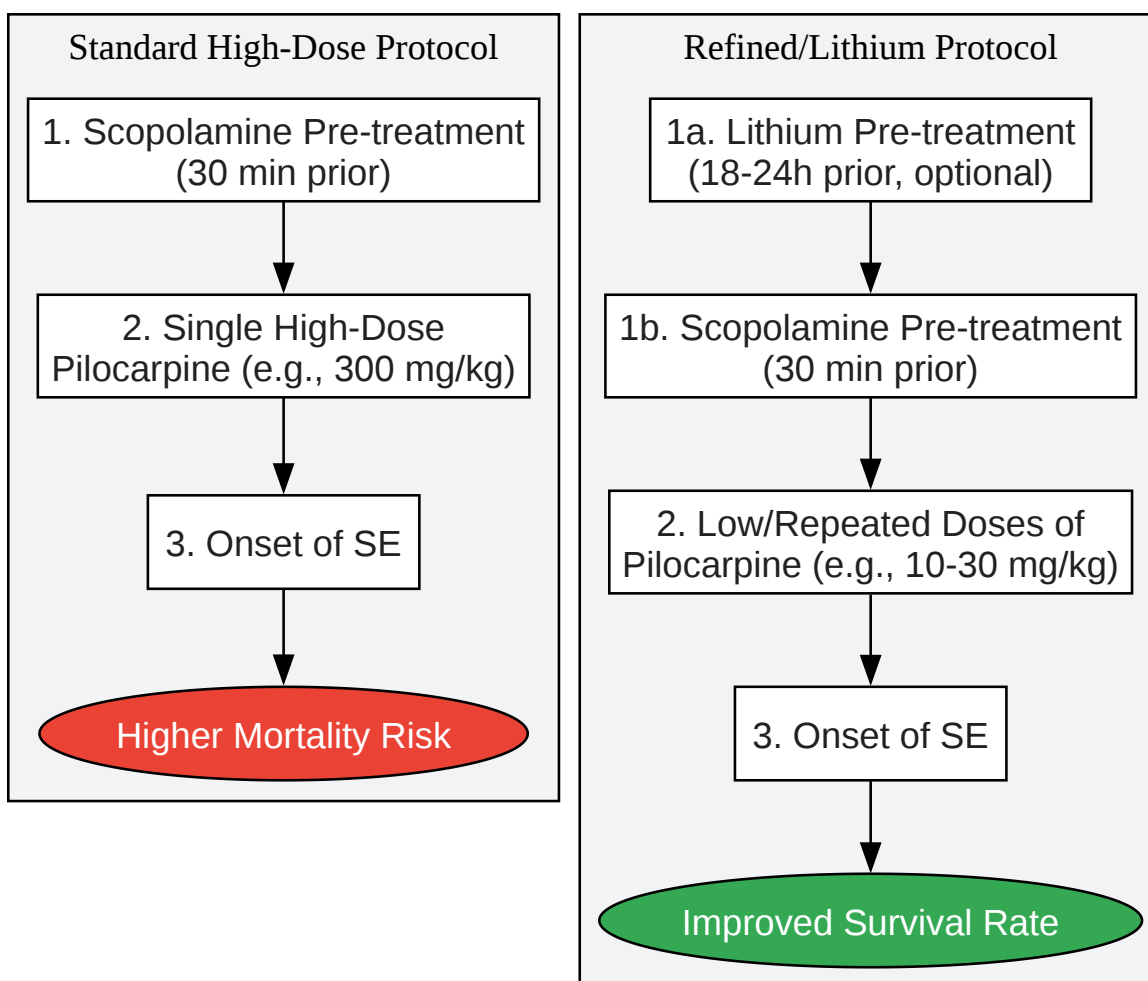 Standard High-Dose Protocol
1. Scopolamine Pre-treatment
(30 min prior)
2. Single High-Dose
Pilocarpine (e.g., 300 mg/kg)
3. Onset of SE
Higher Mortality Risk
Refined/Lithium Protocol
1a. Lithium Pre-treatment
(18-24h prior, optional)
1b. Scopolamine Pre-treatment
(30 min prior)
2. Low/Repeated Doses of
Pilocarpine (e.g., 10-30 mg/kg)
3. Onset of SE
Improved Survival Rate